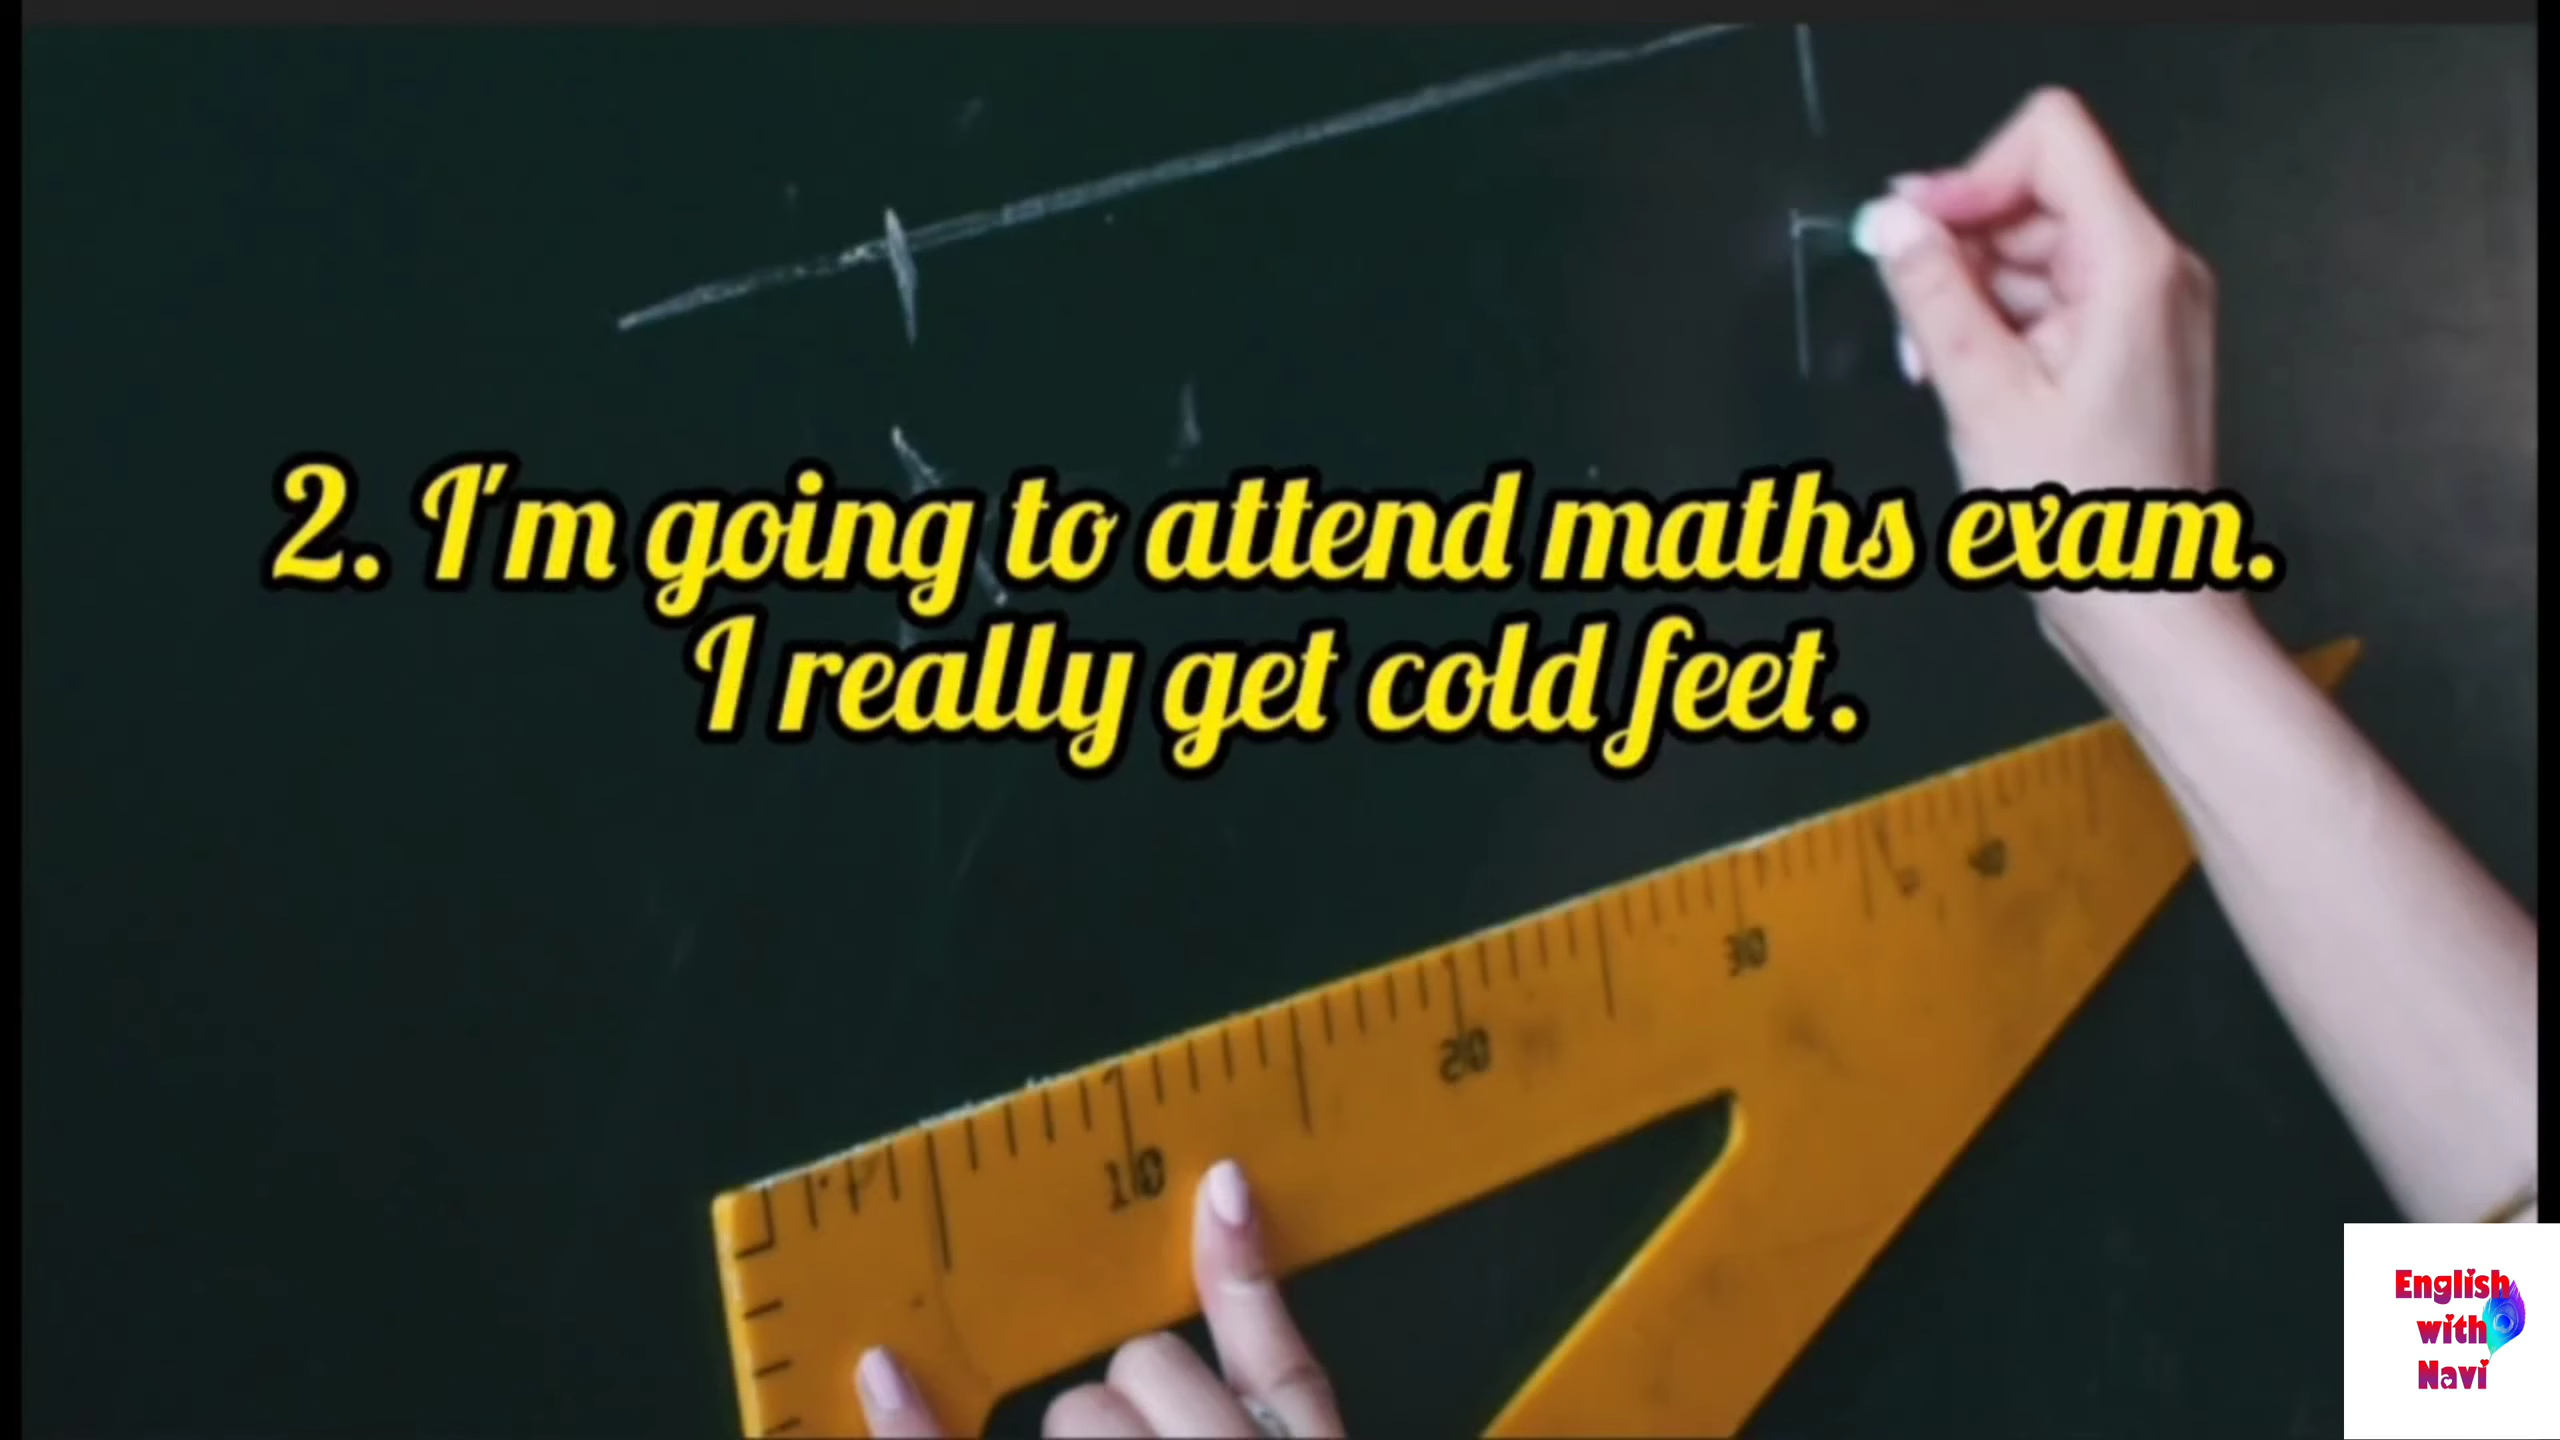 2. I'm going to attend maths exam.
I really get cold feet.
10
20
30
40
English
with
Navi